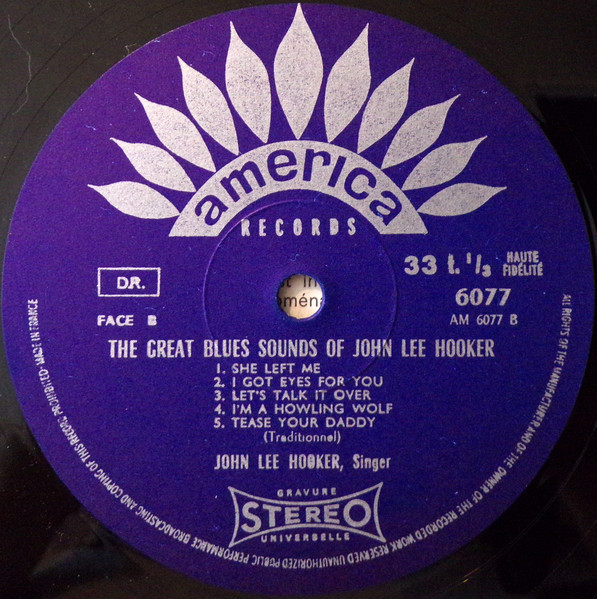 america
RECORDS
33 t. 1/3 HAUTE FIDÉLITÉ
DR.
6077
FACE B
AM 6077 B
THE GREAT BLUES SOUNDS OF JOHN LEE HOOKER
1. SHE LEFT ME
2. I GOT EYES FOR YOU
3. LET'S TALK IT OVER
4. I'M A HOWLING WOLF
5. TEASE YOUR DADDY
(Traditionnel)
JOHN LEE HOOKER, Singer
GRAVURE
STEREO
UNIVERSELLE
ALL RIGHTS OF THE MANUFACTURER AND OF THE OWNER OF THE RECORDED WORK RESERVED UNAUTHORIZED PUBLIC PERFORMANCE BROADCASTING AND COPYING OF THIS RECORD PROHIBITED - MADE IN FRANCE